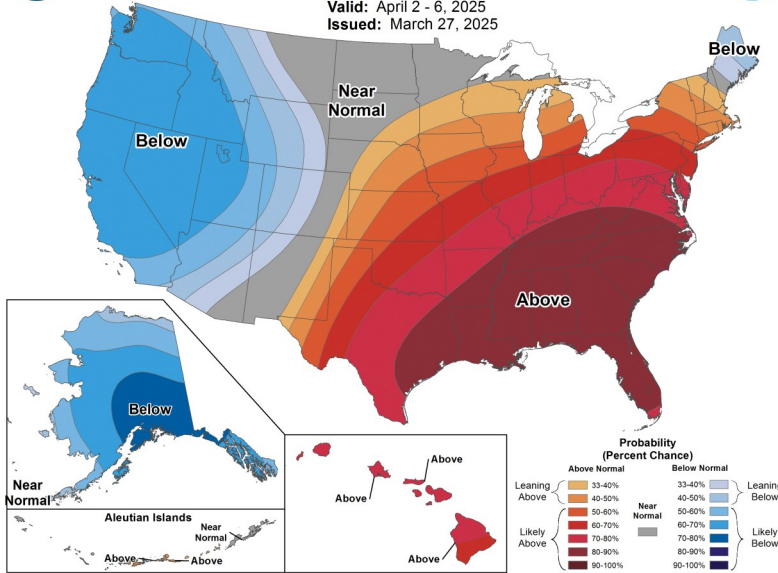 Valid: April 2 - 6, 2025
Issued: March 27, 2025
Below
Near
Normal
Below
Above
Below
Near
Normal
Aleutian Islands
Near
Normal
Above
Above
Above
Above
Above
Probability
(Percent Chance)
Above Normal
Below Normal
Leaning
Above
33-40%
40-50%
Likely
Above
50-60%
60-70%
70-80%
80-90%
90-100%
Near
Normal
33-40%
40-50%
Leaning
Below
50-60%
60-70%
70-80%
80-90%
90-100%
Likely
Below